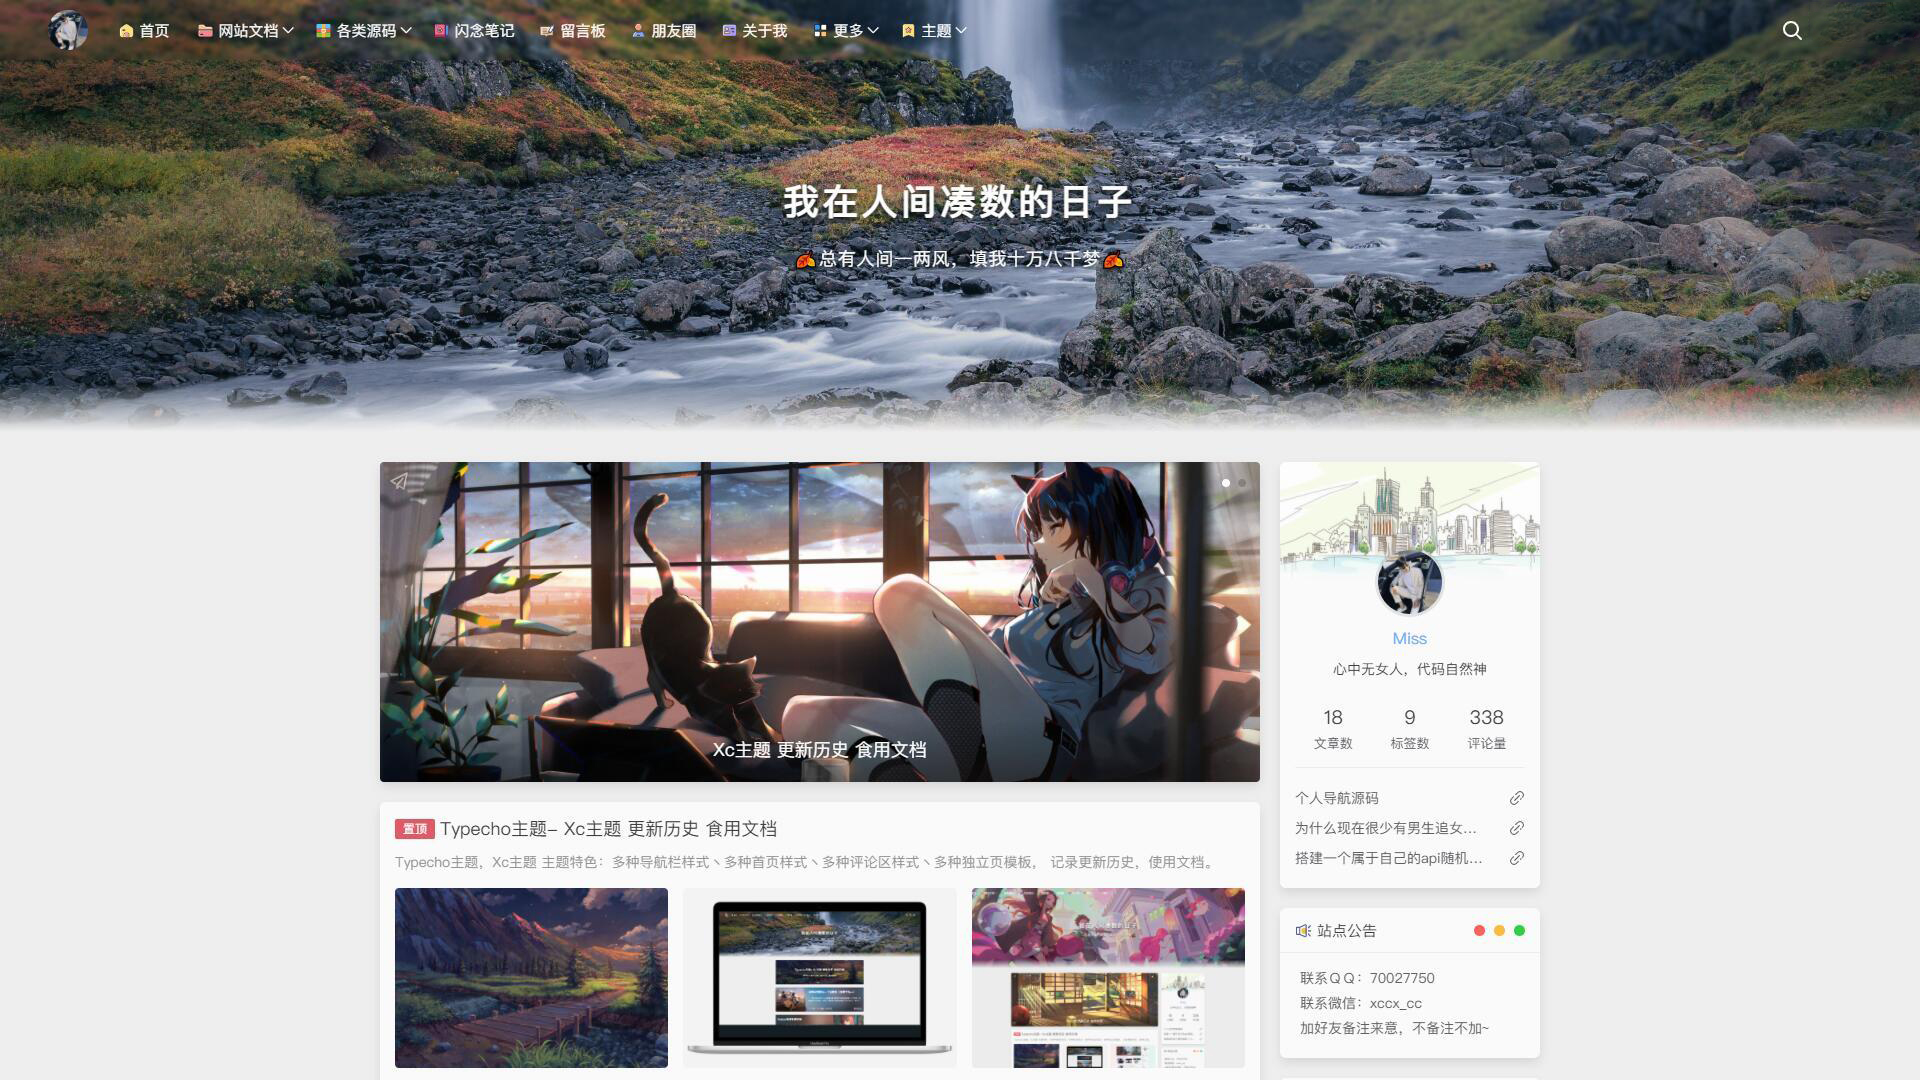 首页 网站文档 各类源码 闪念笔记 留言板 朋友圈 关于我 更多 主题
我在人间凑数的日子
总有人间一两风，填我十万八千梦
Xc主题 更新历史 食用文档
置顶 Typecho主题– Xc主题 更新历史 食用文档
Typecho主题，Xc主题 主题特色：多种导航栏样式丶多种首页样式丶多种评论区样式丶多种独立页模板， 记录更新历史，使用文档。
Miss
心中无女人，代码自然神
18 9 338
文章数 标签数 评论量
个人导航源码
为什么现在很少有男生追女...
搭建一个属于自己的api随机...
站点公告
联系ＱＱ：70027750
联系微信：xccx_cc
加好友备注来意，不备注不加~